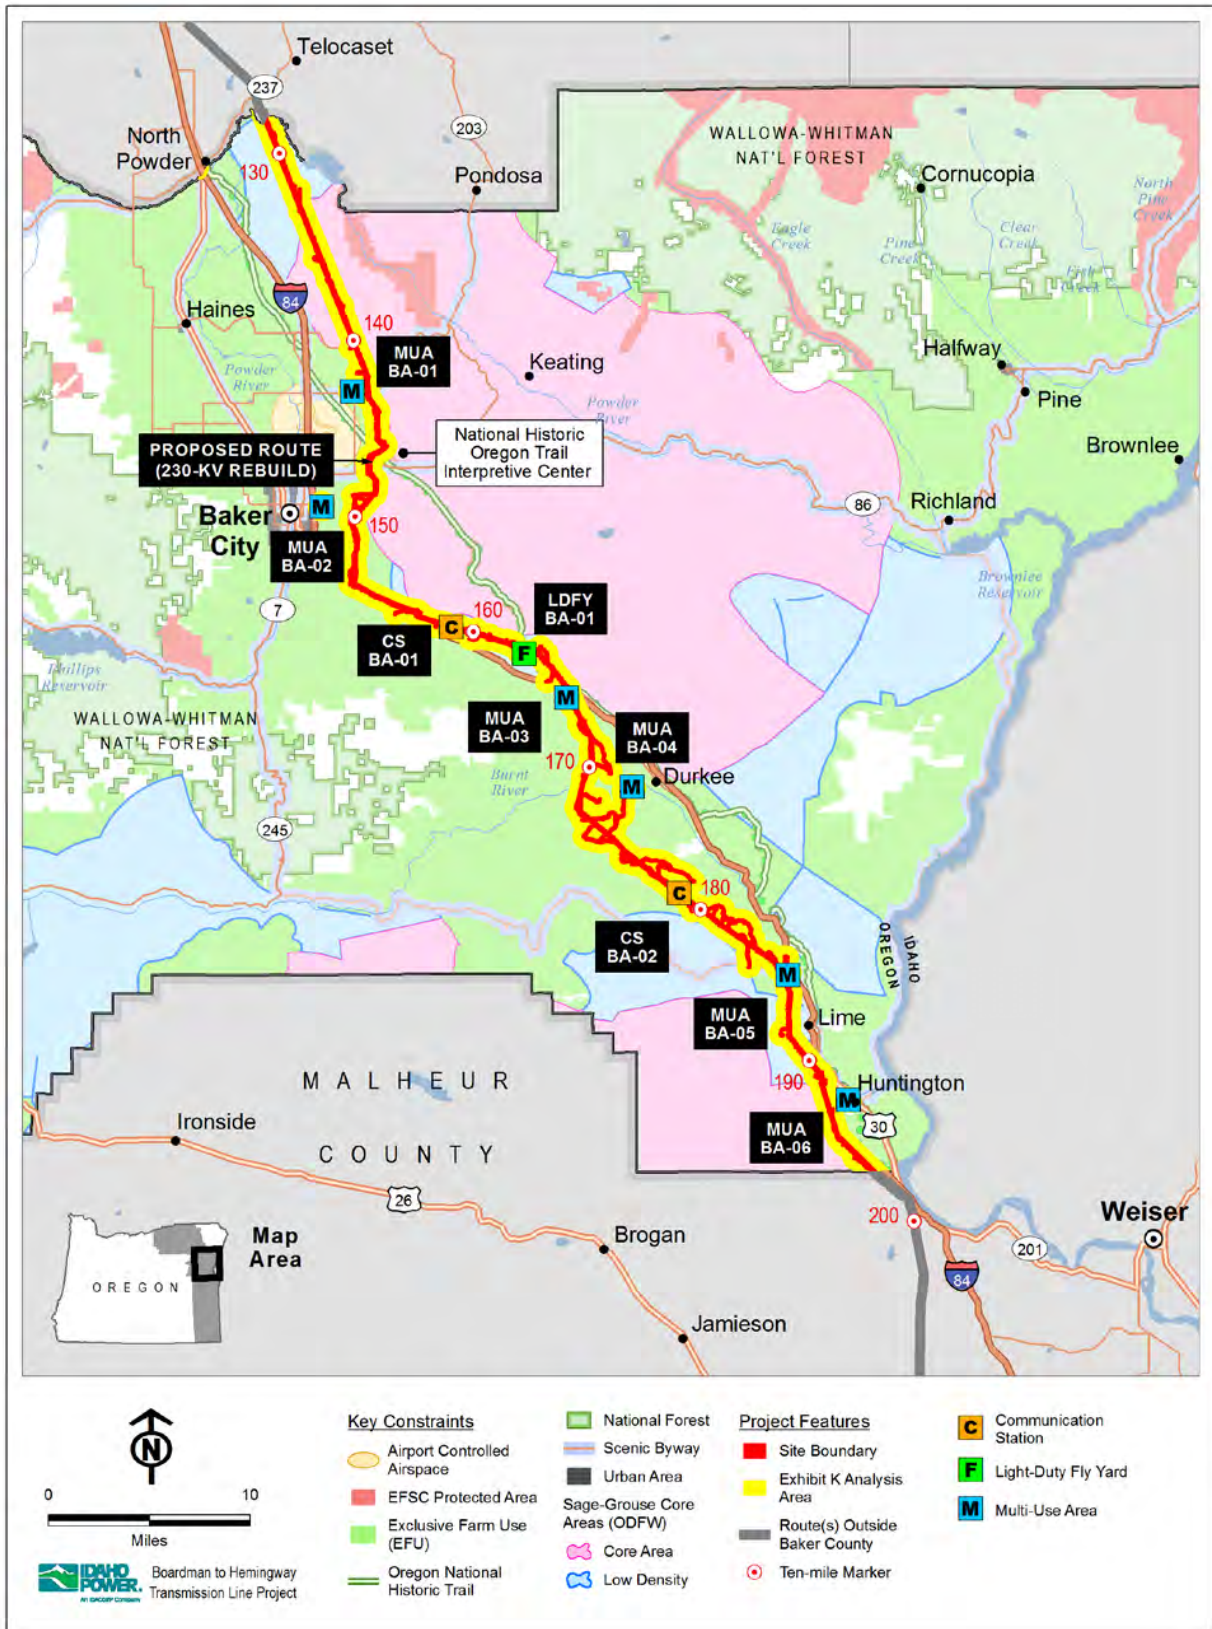 Telocaset
237
North
Powder
130
203
Pondosa
WALLOWA-WHITMAN
NAT'L FOREST
Cornucopia
North
Pine
Creek
Eagle
Creek
Pine
Creek
Clear
Creek
Fish
Creek
84
Haines
140
MUA
BA-01
Halfway
Keating
Powder
River
Powder
River
Pine
PROPOSED ROUTE
(230-KV REBUILD)
National Historic
Oregon Trail
Interpretive Center
Brownlee
86
Richland
Baker
City
150
MUA
BA-02
Brownlee
Reservoir
7
160
LDFY
BA-01
CS
BA-01
C
F
M
M
M
Phillips
Reservoir
WALLOWA-WHITMAN
NAT'L FOREST
MUA
BA-03
MUA
BA-04
170
M
Durkee
Burnt
River
245
180
C
CS
BA-02
IDAHO
OREGON
M
MUA
BA-05
Lime
190
Huntington
M
MUA
BA-06
30
MALHEUR
COUNTY
Ironside
26
200
Weiser
201
84
Brogan
Jamieson
Map
Area
OREGON
N
0 10
Miles
IDAHO
POWER.
AN IDACORP COMPANY
Boardman to Hemingway
Transmission Line Project
Key Constraints
Airport Controlled
Airspace
EFSC Protected Area
Exclusive Farm Use
(EFU)
Oregon National
Historic Trail
National Forest
Scenic Byway
Urban Area
Sage-Grouse Core
Areas (ODFW)
Core Area
Low Density
Project Features
Site Boundary
Exhibit K Analysis
Area
Route(s) Outside
Baker County
Ten-mile Marker
C Communication
Station
F Light-Duty Fly Yard
M Multi-Use Area